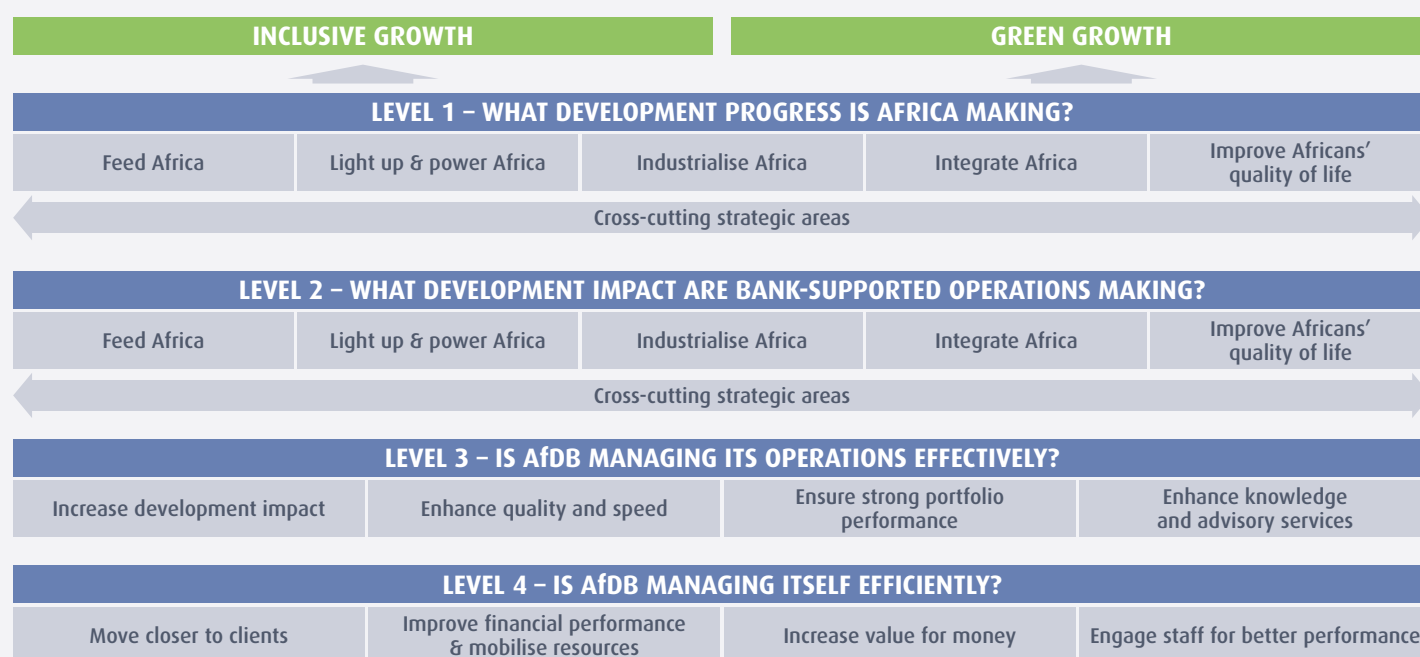 INCLUSIVE GROWTH
GREEN GROWTH
LEVEL 1 – WHAT DEVELOPMENT PROGRESS IS AFRICA MAKING?
Feed Africa
Light up & power Africa
Industrialise Africa
Integrate Africa
Improve Africans’
quality of life
Cross-cutting strategic areas
LEVEL 2 – WHAT DEVELOPMENT IMPACT ARE BANK-SUPPORTED OPERATIONS MAKING?
Feed Africa
Light up & power Africa
Industrialise Africa
Integrate Africa
Improve Africans’
quality of life
Cross-cutting strategic areas
LEVEL 3 – IS AfDB MANAGING ITS OPERATIONS EFFECTIVELY?
Increase development impact
Enhance quality and speed
Ensure strong portfolio
performance
Enhance knowledge
and advisory services
LEVEL 4 – IS AfDB MANAGING ITSELF EFFICIENTLY?
Move closer to clients
Improve financial performance
& mobilise resources
Increase value for money
Engage staff for better performance